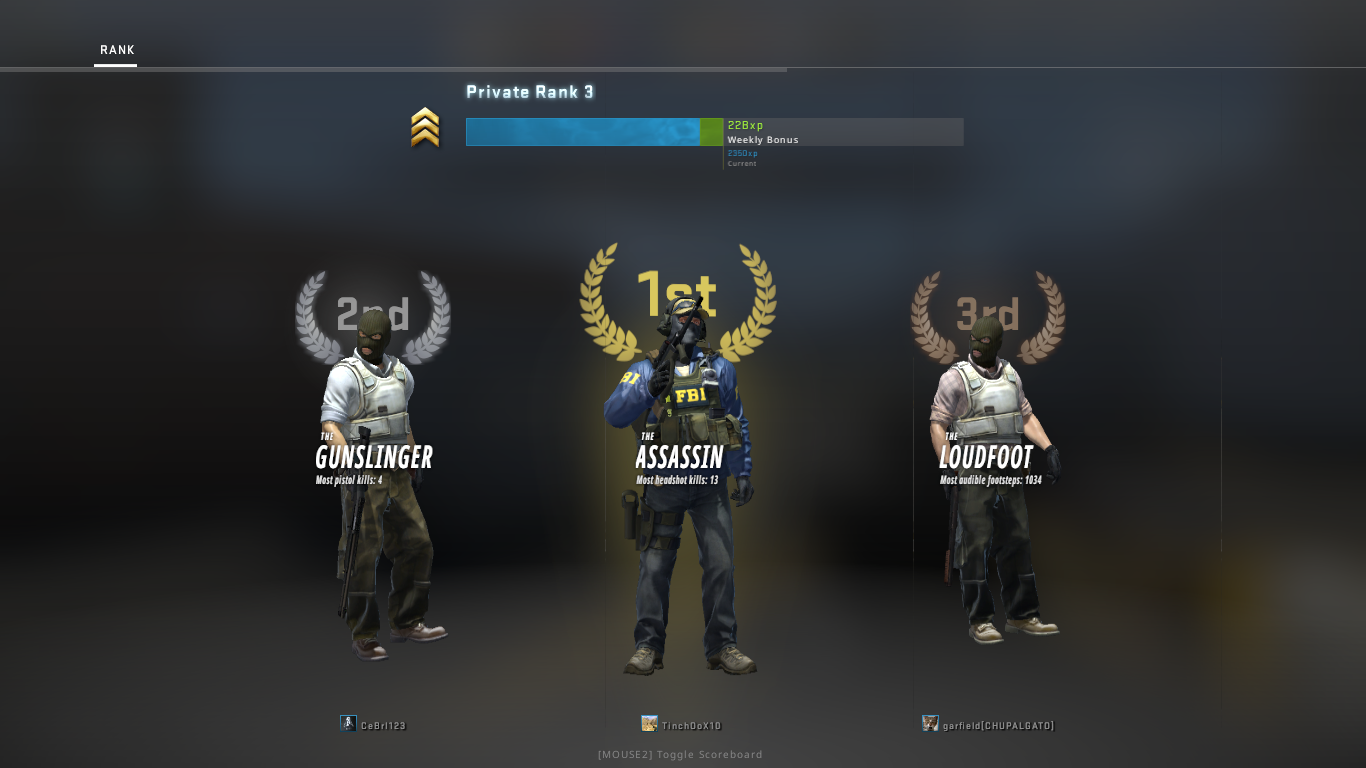 RANK
Private Rank 3
228xp
Weekly Bonus
2350xp
Current
2nd
1st
3rd
BI
FBI
THE
GUNSLINGER
Most pistol kills: 4
THE
ASSASSIN
Most headshot kills: 13
THE
LOUDFOOT
Most audible footsteps: 1034
CeBrI123
TinchOoX10
garfield[CHUPALGATO]
[MOUSE2] Toggle Scoreboard